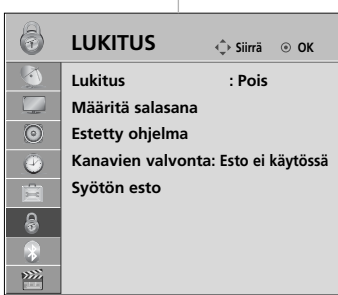 LUKITUS Siirrä OK
Lukitus : Pois
Määritä salasana
Estetty ohjelma
Kanavien valvonta: Esto ei käytössä
Syötön esto